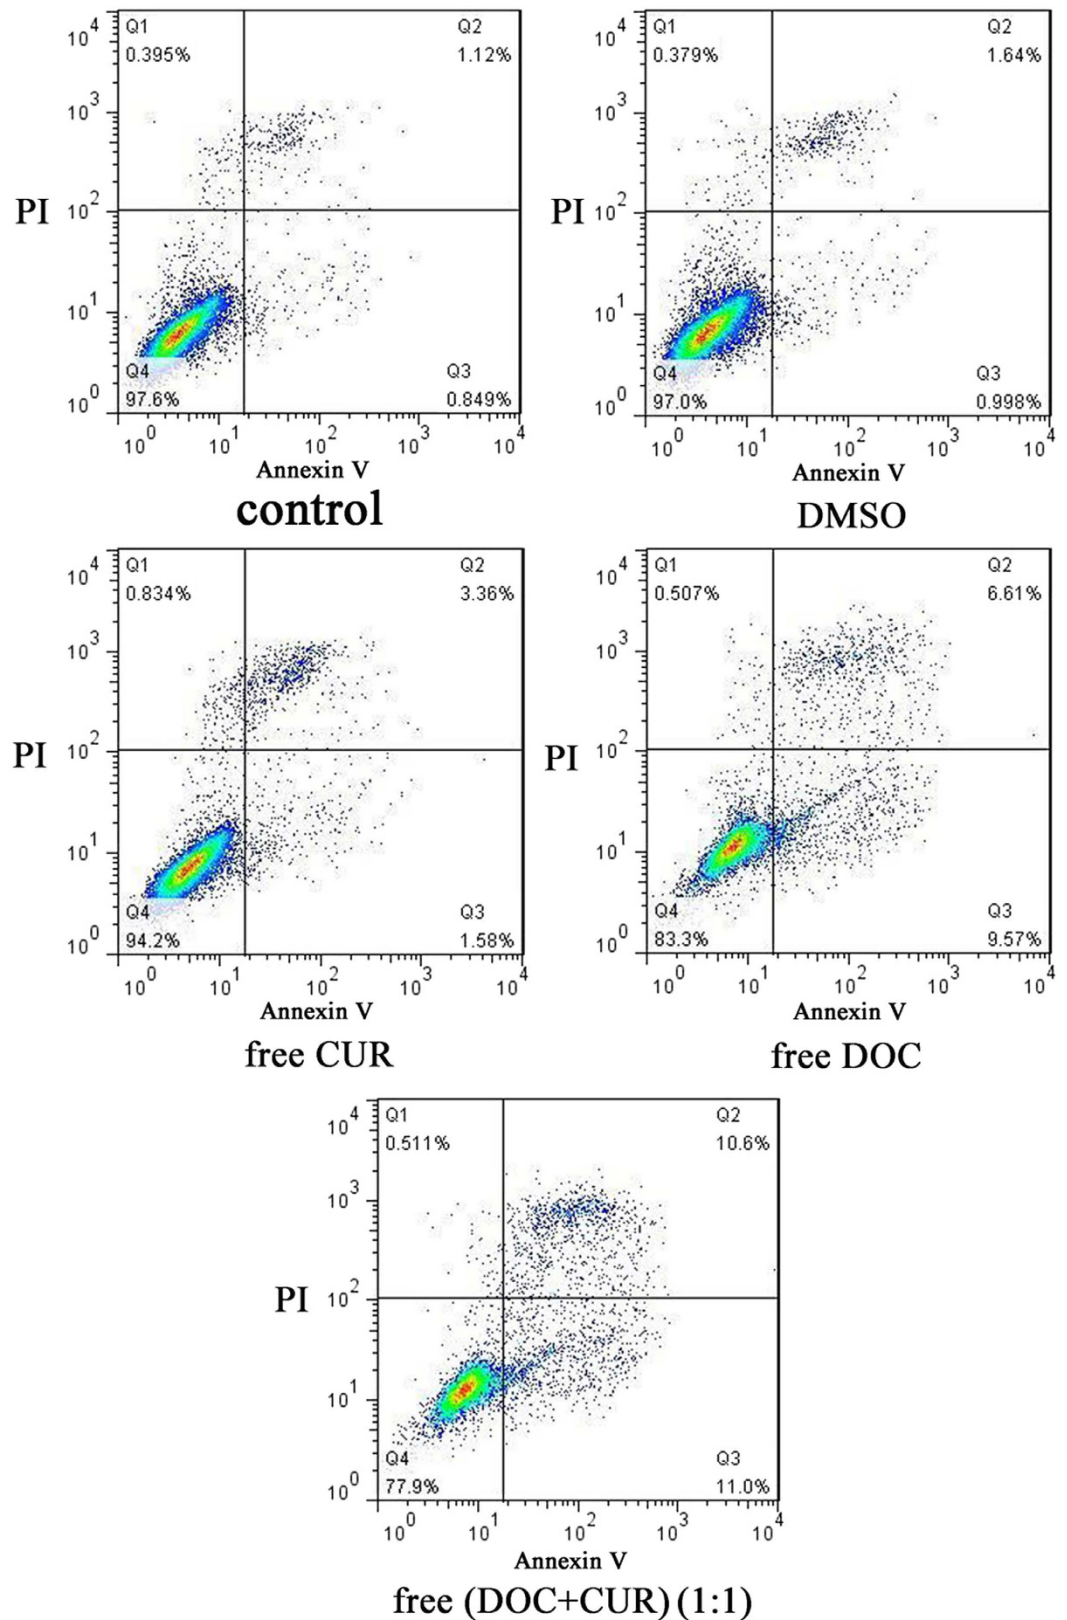 Q1 Q2
0.395% 1.12%
10^4
10^3
PI
10^2
10^1
10^0
Q4 Q3
97.6% 0.849%
10^0 10^1 10^2 10^3 10^4
Annexin V
control
Q1 Q2
0.379% 1.64%
10^4
10^3
PI
10^2
10^1
10^0
Q4 Q3
97.0% 0.998%
10^0 10^1 10^2 10^3 10^4
Annexin V
DMSO
Q1 Q2
0.834% 3.36%
10^4
10^3
PI
10^2
10^1
10^0
Q4 Q3
94.2% 1.58%
10^0 10^1 10^2 10^3 10^4
Annexin V
free CUR
Q1 Q2
0.507% 6.61%
10^4
10^3
PI
10^2
10^1
10^0
Q4 Q3
83.3% 9.57%
10^0 10^1 10^2 10^3 10^4
Annexin V
free DOC
Q1 Q2
0.511% 10.6%
10^4
10^3
PI
10^2
10^1
10^0
Q4 Q3
77.9% 11.0%
10^0 10^1 10^2 10^3 10^4
Annexin V
free (DOC+CUR) (1:1)